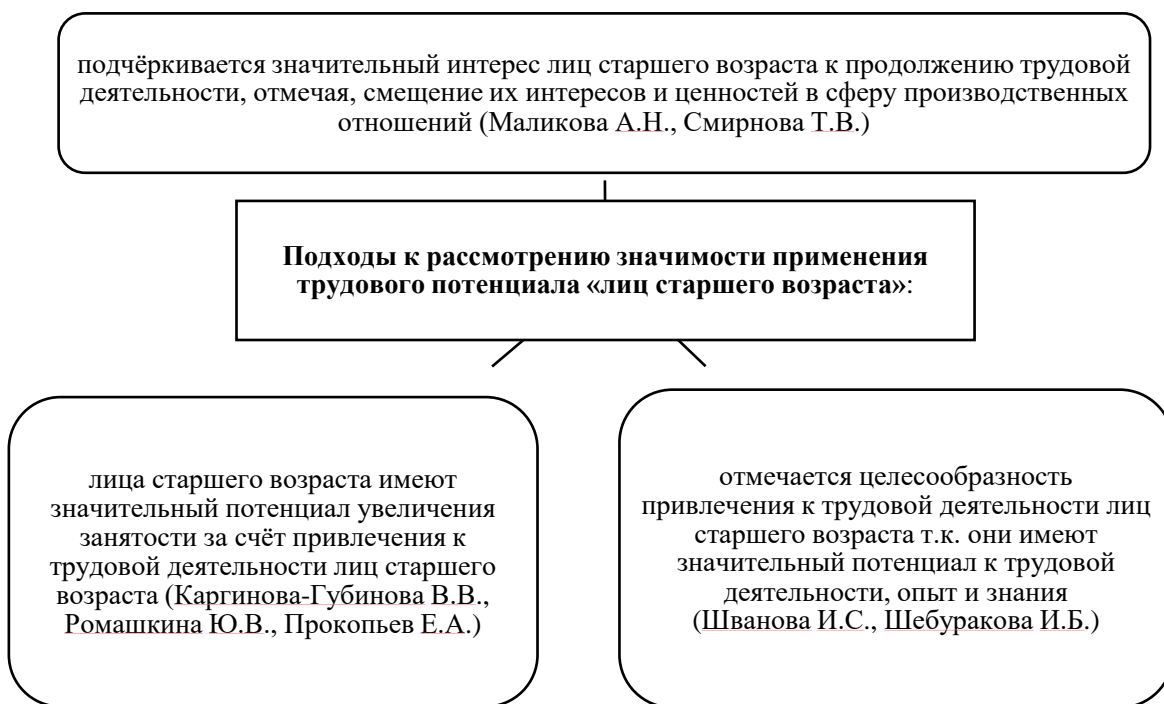 подчёркивается значительный интерес лиц старшего возраста к продолжению трудовой
деятельности, отмечая, смещение их интересов и ценностей в сферу производственных
отношений (Маликова А.Н., Смирнова Т.В.)
Подходы к рассмотрению значимости применения
трудового потенциала «лиц старшего возраста»:
лица старшего возраста имеют
значительный потенциал увеличения
занятости за счёт привлечения к
трудовой деятельности лиц старшего
возраста (Каргинова-Губинова В.В.,
Ромашкина Ю.В., Прокопьев Е.А.)
отмечается целесообразность
привлечения к трудовой деятельности лиц
старшего возраста т.к. они имеют
значительный потенциал к трудовой
деятельности, опыт и знания
(Шванова И.С., Шебуракова И.Б.)